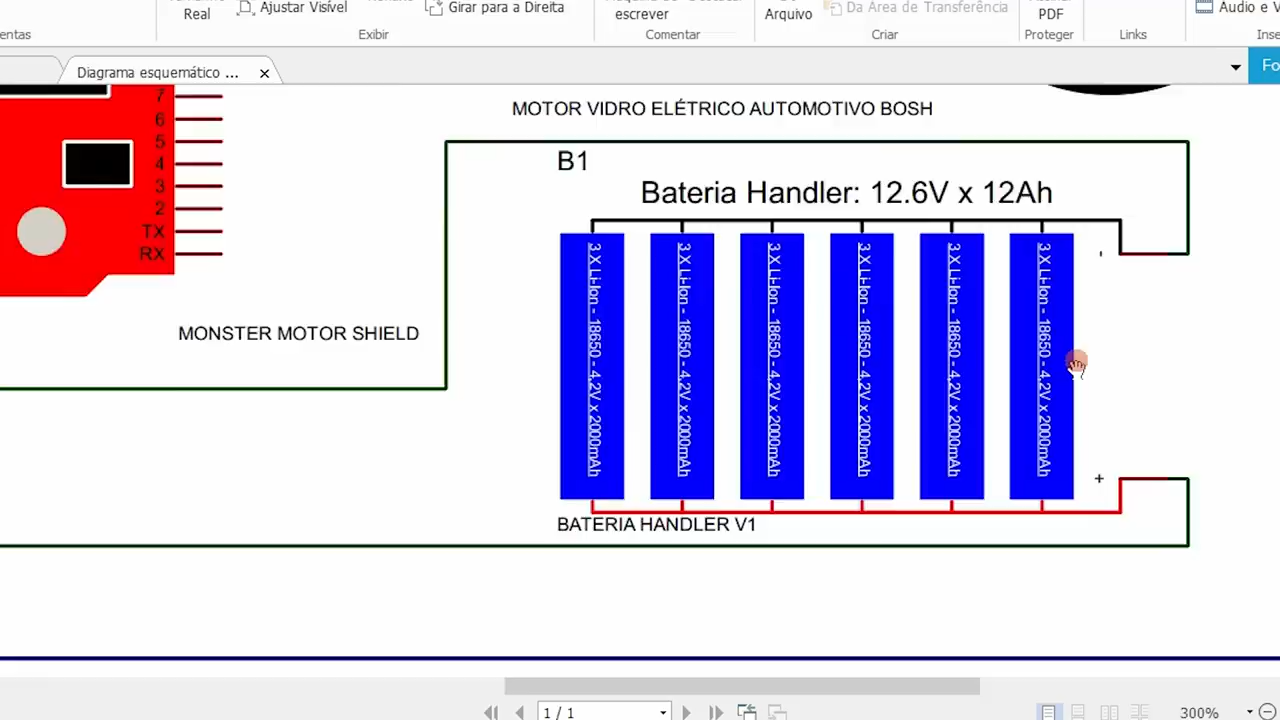 Real
Ajustar Visível
Girar para a Direita
escrever
Arquivo
Da Área de Transferência
PDF
Áudio e V
entas
Exibir
Comentar
Criar
Proteger
Links
Inse
Diagrama esquemático ...
Fo
MOTOR VIDRO ELÉTRICO AUTOMOTIVO BOSH
7
6
5
4
3
2
TX
RX
MONSTER MOTOR SHIELD
B1
Bateria Handler: 12.6V x 12Ah
3 X Li-Ion - 18650 - 4,2V x 2000mAh
3 X Li-Ion - 18650 - 4,2V x 2000mAh
3 X Li-Ion - 18650 - 4,2V x 2000mAh
3 X Li-Ion - 18650 - 4,2V x 2000mAh
3 X Li-Ion - 18650 - 4,2V x 2000mAh
3 X Li-Ion - 18650 - 4,2V x 2000mAh
+
BATERIA HANDLER V1
1 / 1
300%